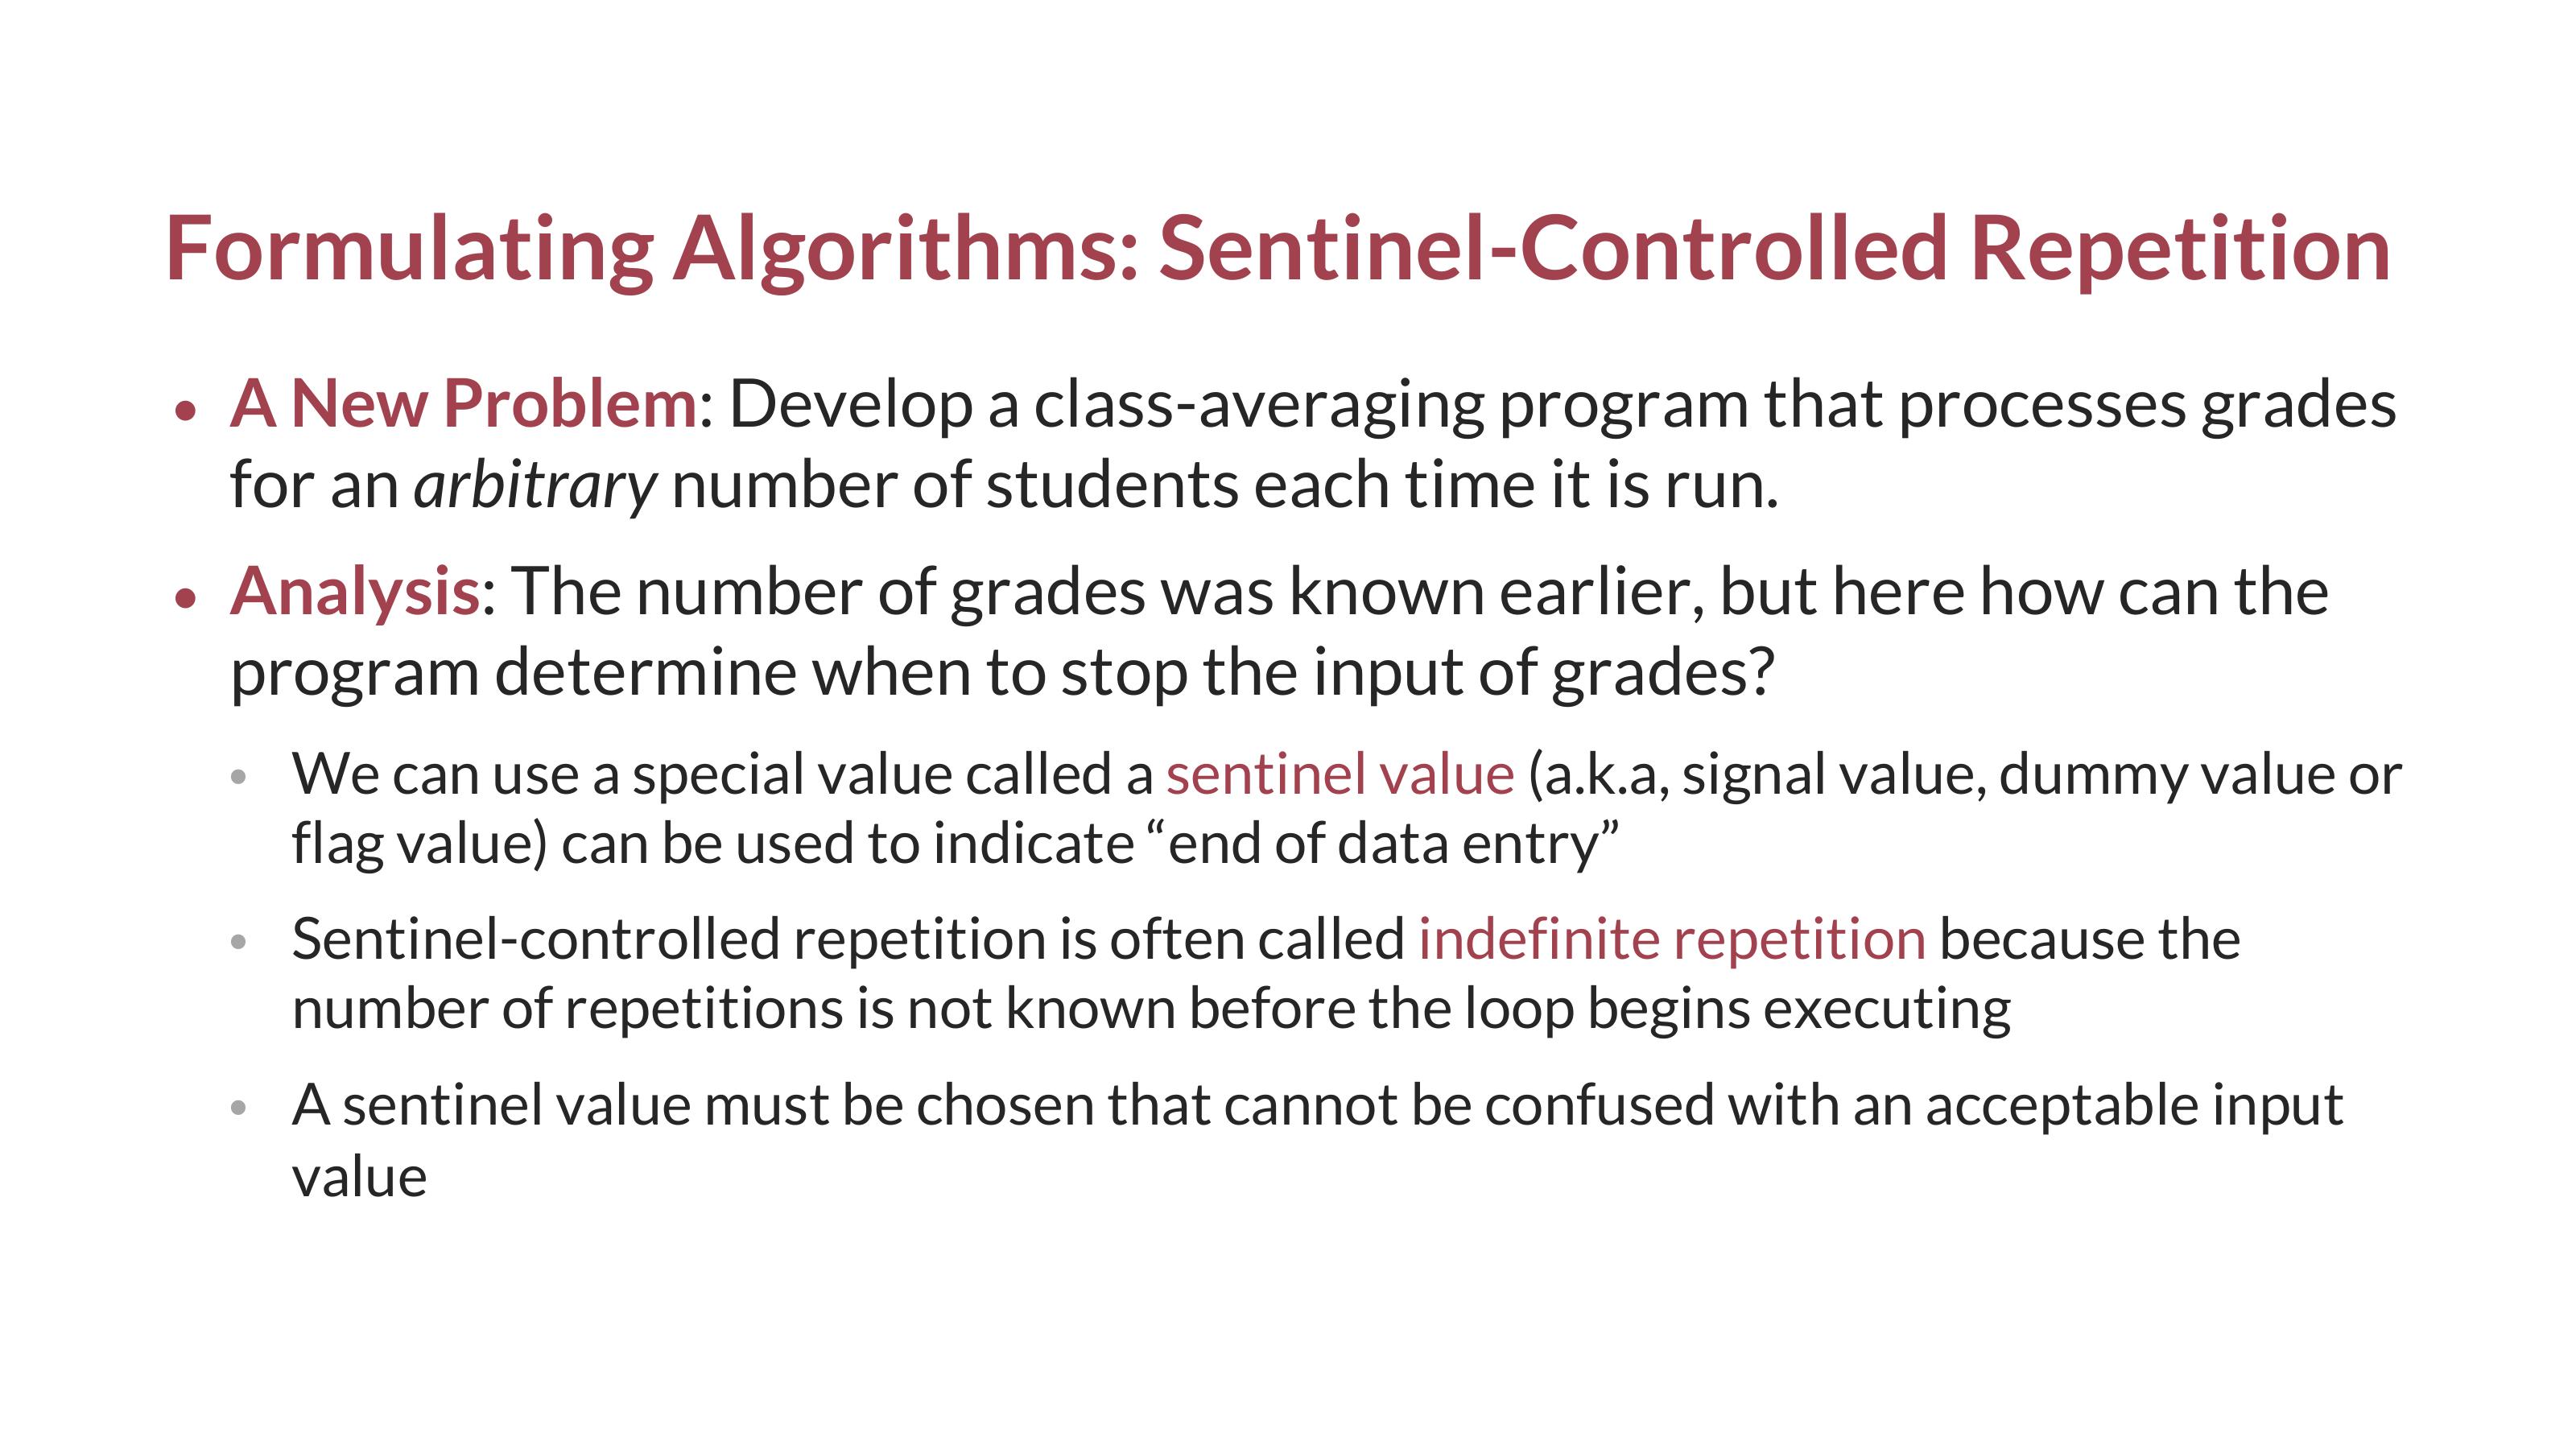 Formulating Algorithms: Sentinel-Controlled Repetition
• A New Problem: Develop a class-averaging program that processes grades
for an arbitrary number of students each time it is run.
• Analysis: The number of grades was known earlier, but here how can the
program determine when to stop the input of grades?
• We can use a special value called a sentinel value (a.k.a, signal value, dummy value or
flag value) can be used to indicate “end of data entry”
• Sentinel-controlled repetition is often called indefinite repetition because the
number of repetitions is not known before the loop begins executing
• A sentinel value must be chosen that cannot be confused with an acceptable input
value